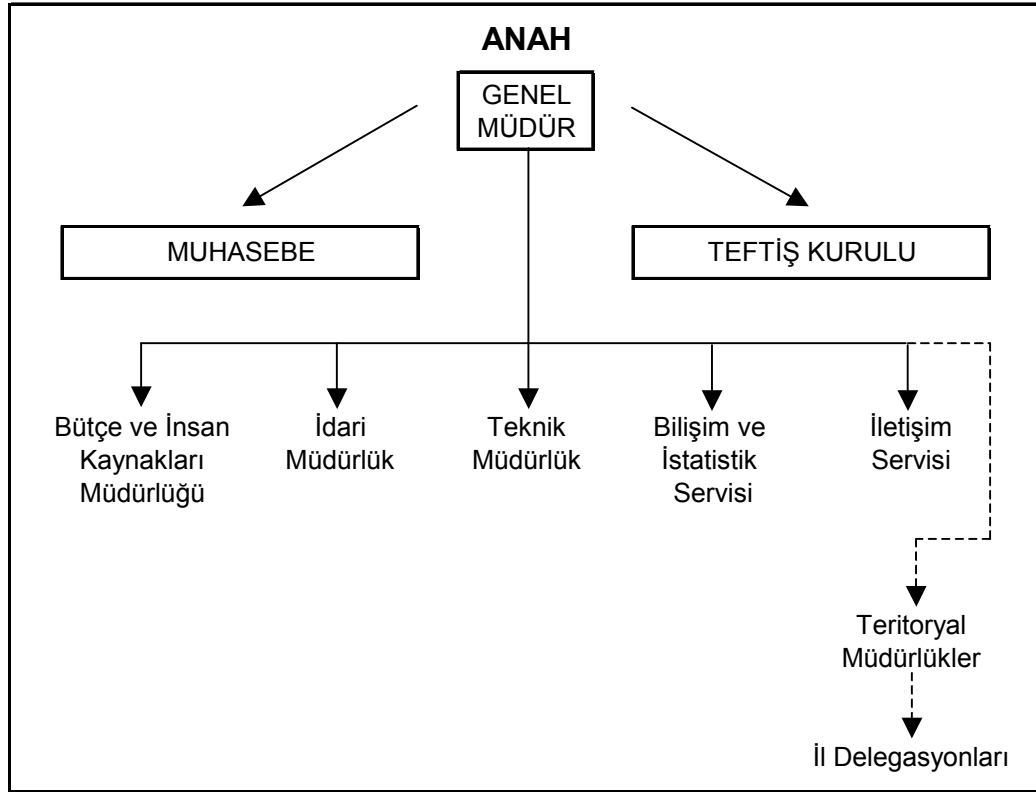 ANAH
GENEL
MÜDÜR
MUHASEBE
TEFTİŞ KURULU
Bütçe ve İnsan
Kaynakları
Müdürlüğü
İdari
Müdürlük
Teknik
Müdürlük
Bilişim ve
İstatistik
Servisi
İletişim
Servisi
Teritoryal
Müdürlükler
İl Delegasyonları